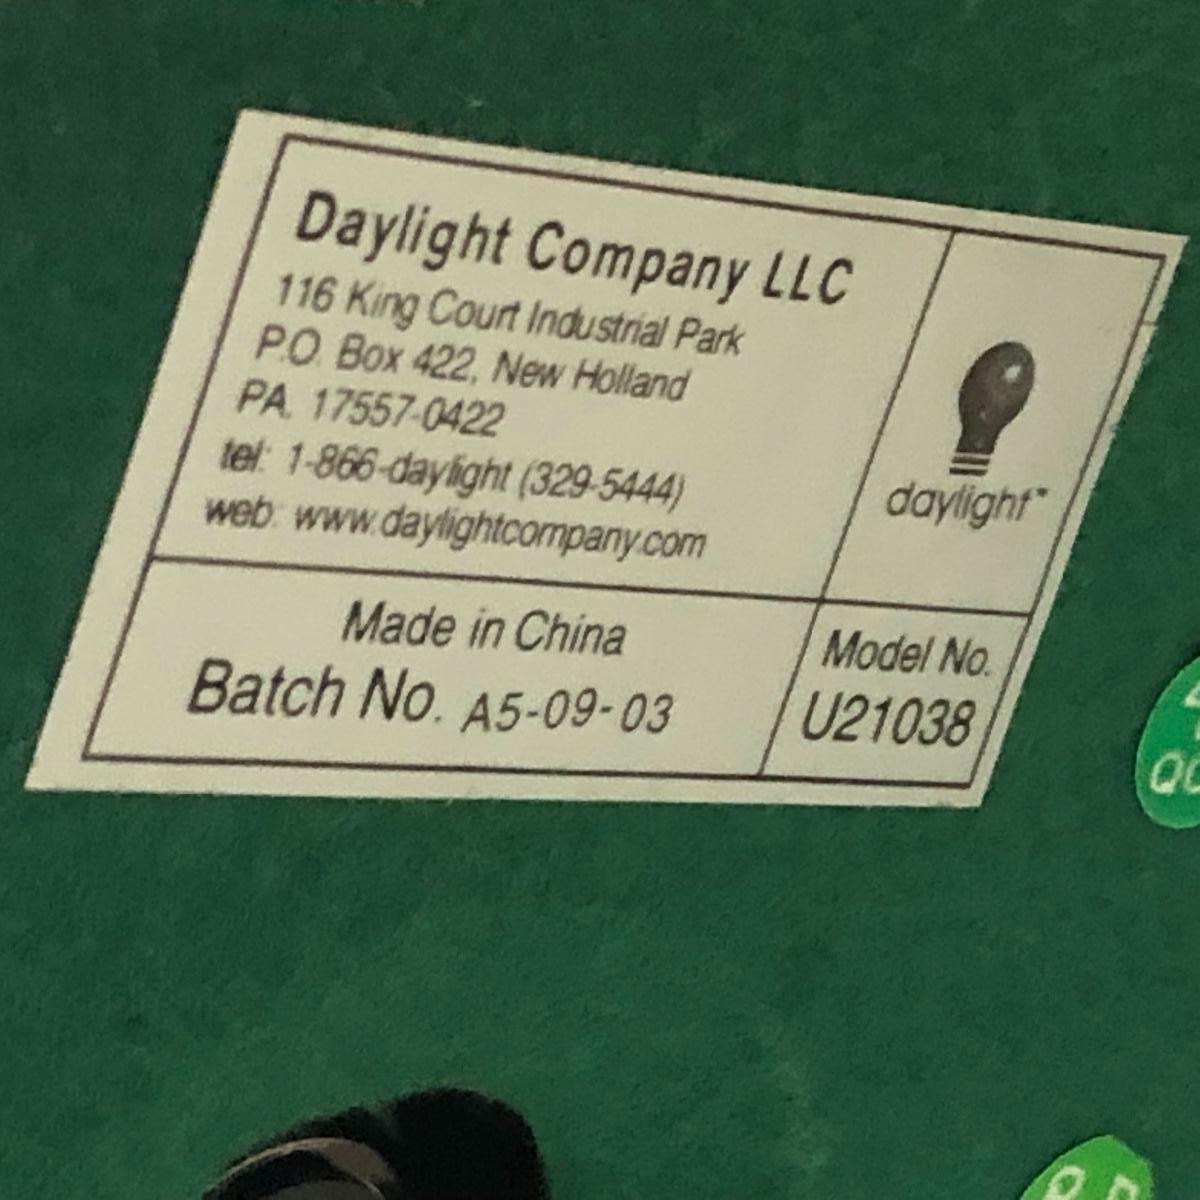 Daylight Company LLC
116 King Court Industrial Park
P.O. Box 422, New Holland
PA. 17557-0422
tel: 1-866-daylight (329-5444)
web: www.daylightcompany.com
daylight™
Made in China
Batch No. A5-09-03
Model No.
U21038